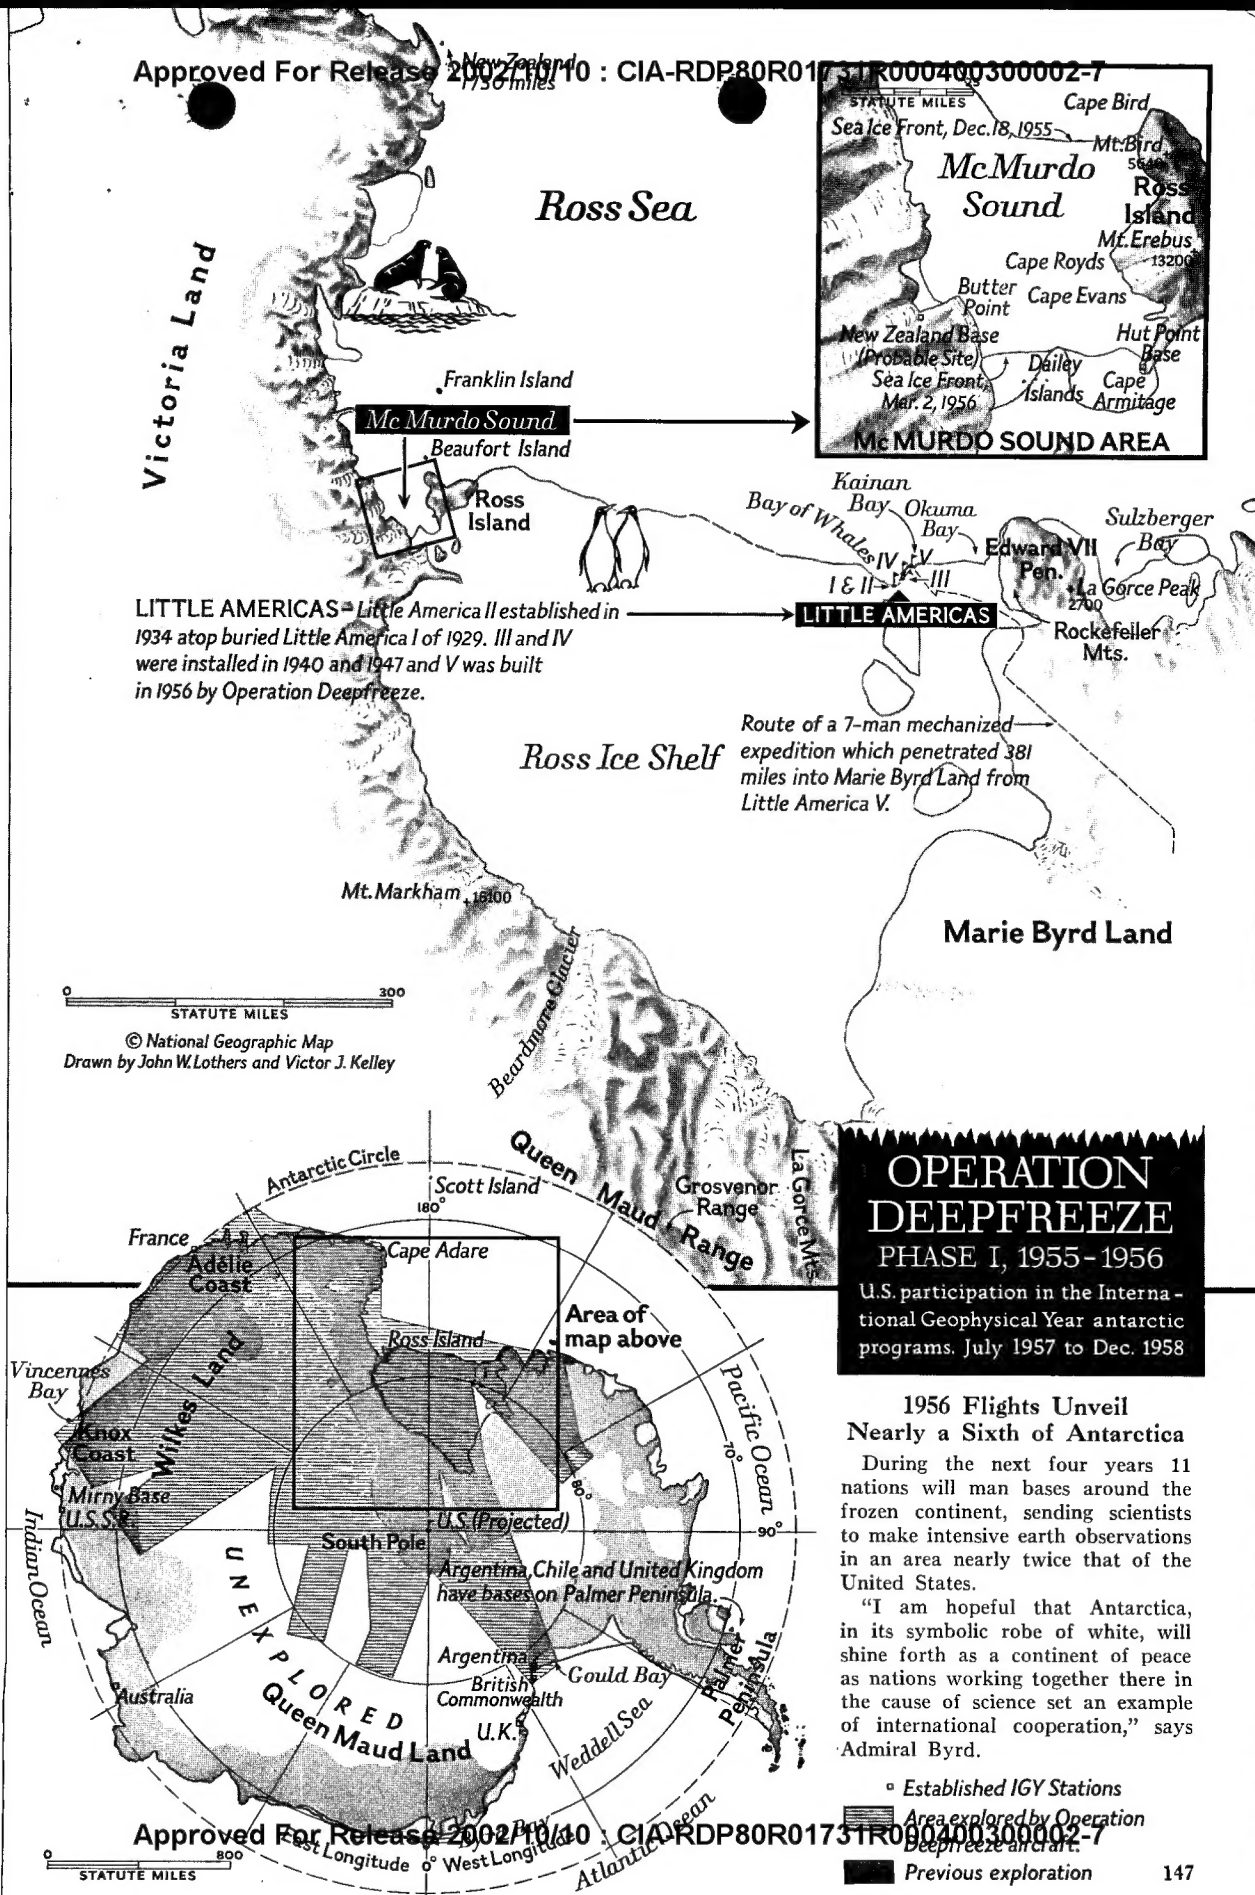 New Zealand
1750 miles
Approved For Release 2002/10/10 : CIA-RDP80R01731R000400300002-7
STATUTE MILES
Cape Bird
Sea Ice Front, Dec. 18, 1955
Mt. Bird
McMurdo
Sound
Ross
Island
Mt. Erebus
13200
Cape Royds
Butter
Point
Cape Evans
New Zealand Base
(Probable Site)
Hut Point
Base
Sea Ice Front,
Mar. 2, 1956
Dailey
Islands
Cape
Armitage
McMURDO SOUND AREA
Ross Sea
Victoria Land
Franklin Island
Mc Murdo Sound
Beaufort Island
Ross
Island
Kainan
Bay
Bay of Whales
Okuma
Bay
Sulzberger
Bay
Edward VII
Pen.
IV
V
I & II
III
La Gorce Peak
2700
LITTLE AMERICAS
Rockefeller
Mts.
LITTLE AMERICAS—Little America II established in
1934 atop buried Little America I of 1929. III and IV
were installed in 1940 and 1947 and V was built
in 1956 by Operation Deepfreeze.
Ross Ice Shelf
Route of a 7-man mechanized
expedition which penetrated 381
miles into Marie Byrd Land from
Little America V.
Mt. Markham
15100
Marie Byrd Land
Beardmore Glacier
0 300
STATUTE MILES
© National Geographic Map
Drawn by John W. Lothers and Victor J. Kelley
Queen Maud Range
Grosvenor
Range
La Gorce Mts.
OPERATION
DEEPFREEZE
PHASE I, 1955-1956
U.S. participation in the Interna-
tional Geophysical Year antarctic
programs. July 1957 to Dec. 1958
Antarctic Circle
Scott Island
180°
France
Adélie
Coast
Cape Adare
Area of
map above
Ross Island
Vincennes
Bay
Wilkes Land
Knox
Coast
Pacific Ocean
70°
80°
90°
Mirny Base
U.S.S.R.
Indian Ocean
U.S. (Projected)
South Pole
Argentina, Chile and United Kingdom
have bases on Palmer Peninsula.
UNEXPLORED
Palmer
Peninsula
Argentina
Gould Bay
British
Commonwealth
Australia
Queen Maud Land
U.K.
Weddell Sea
Atlantic Ocean
East Longitude 0° West Longitude
0 800
STATUTE MILES
1956 Flights Unveil
Nearly a Sixth of Antarctica
During the next four years 11
nations will man bases around the
frozen continent, sending scientists
to make intensive earth observations
in an area nearly twice that of the
United States.
"I am hopeful that Antarctica,
in its symbolic robe of white, will
shine forth as a continent of peace
as nations working together there in
the cause of science set an example
of international cooperation," says
Admiral Byrd.
Established IGY Stations
Area explored by Operation
Deepfreeze aircraft.
Previous exploration
Approved For Release 2002/10/10 : CIA-RDP80R01731R000400300002-7
147